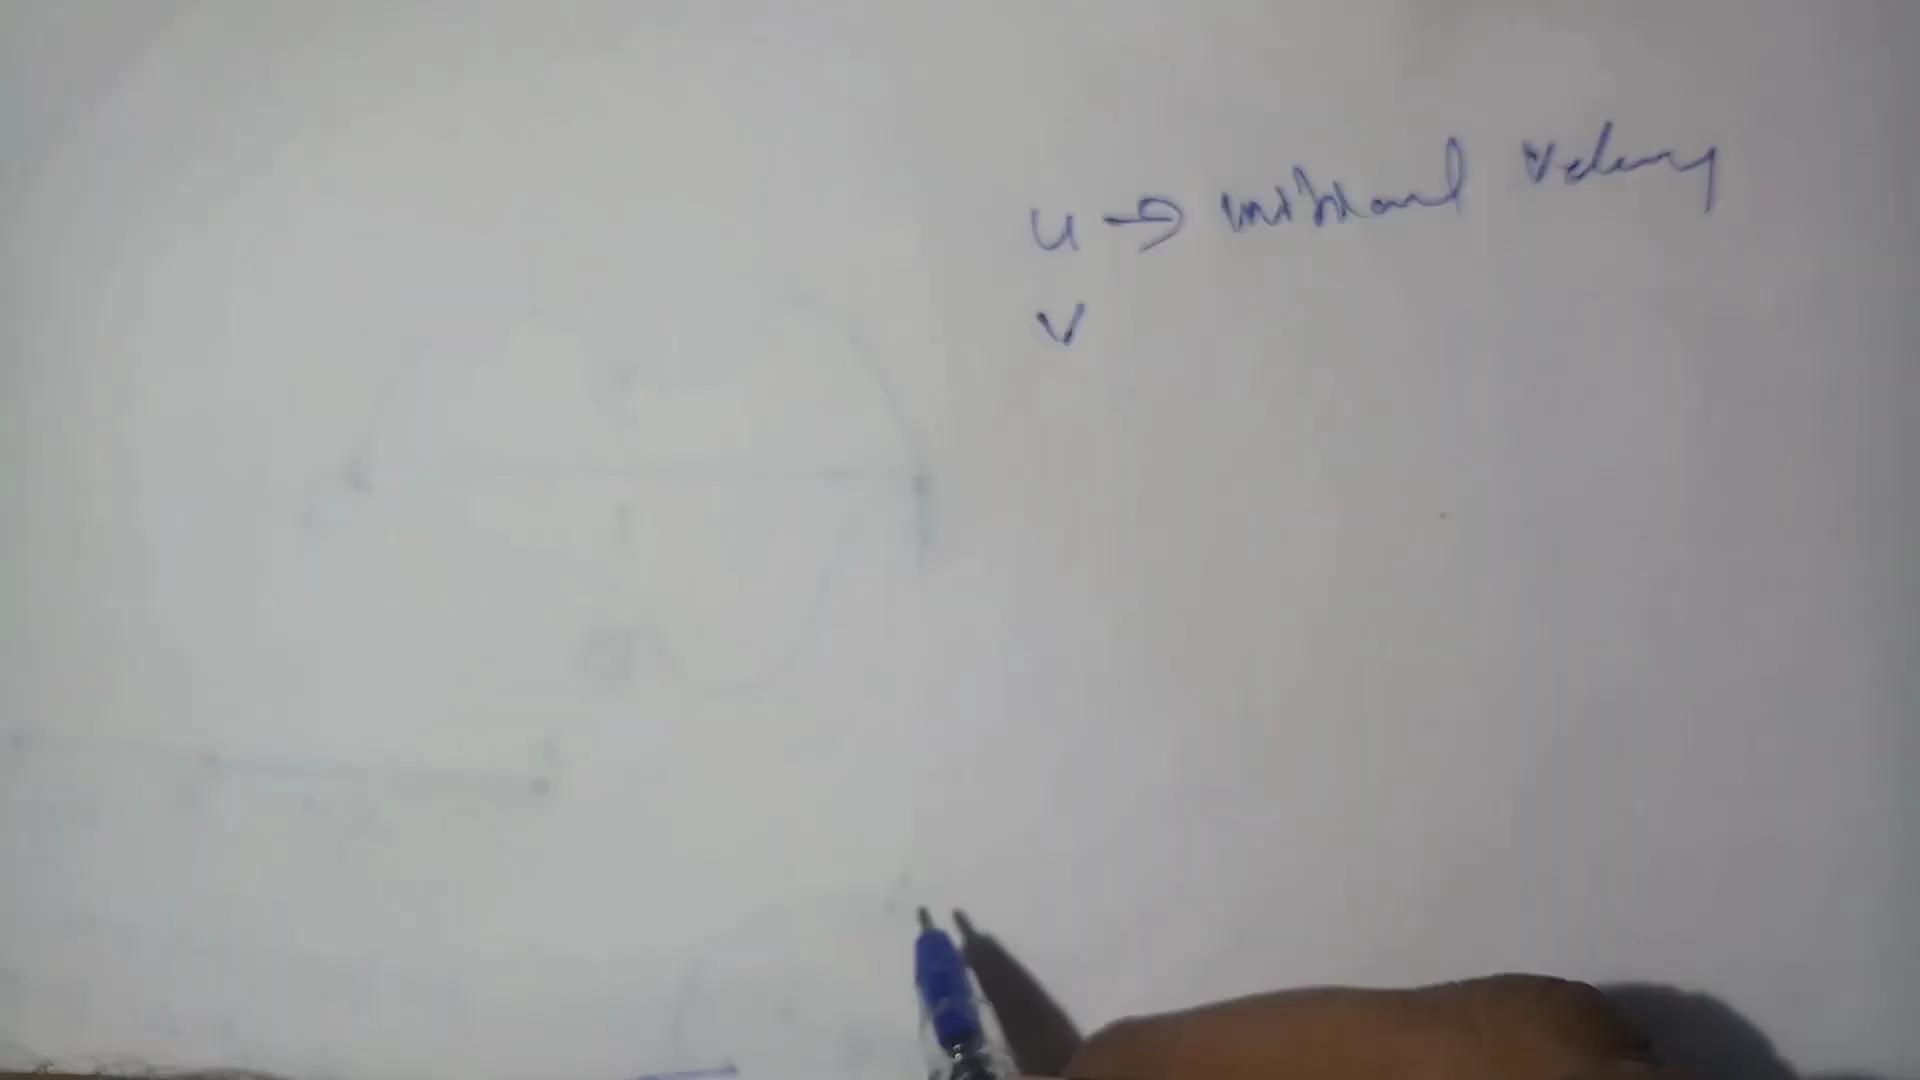 u → initial velocity
v